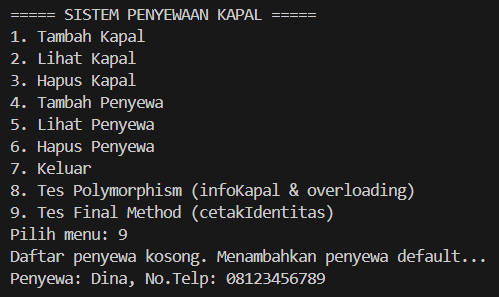 ===== SISTEM PENYEWAAN KAPAL =====
1. Tambah Kapal
2. Lihat Kapal
3. Hapus Kapal
4. Tambah Penyewa
5. Lihat Penyewa
6. Hapus Penyewa
7. Keluar
8. Tes Polymorphism (infoKapal & overloading)
9. Tes Final Method (cetakIdentitas)
Pilih menu: 9
Daftar penyewa kosong. Menambahkan penyewa default...
Penyewa: Dina, No.Telp: 08123456789